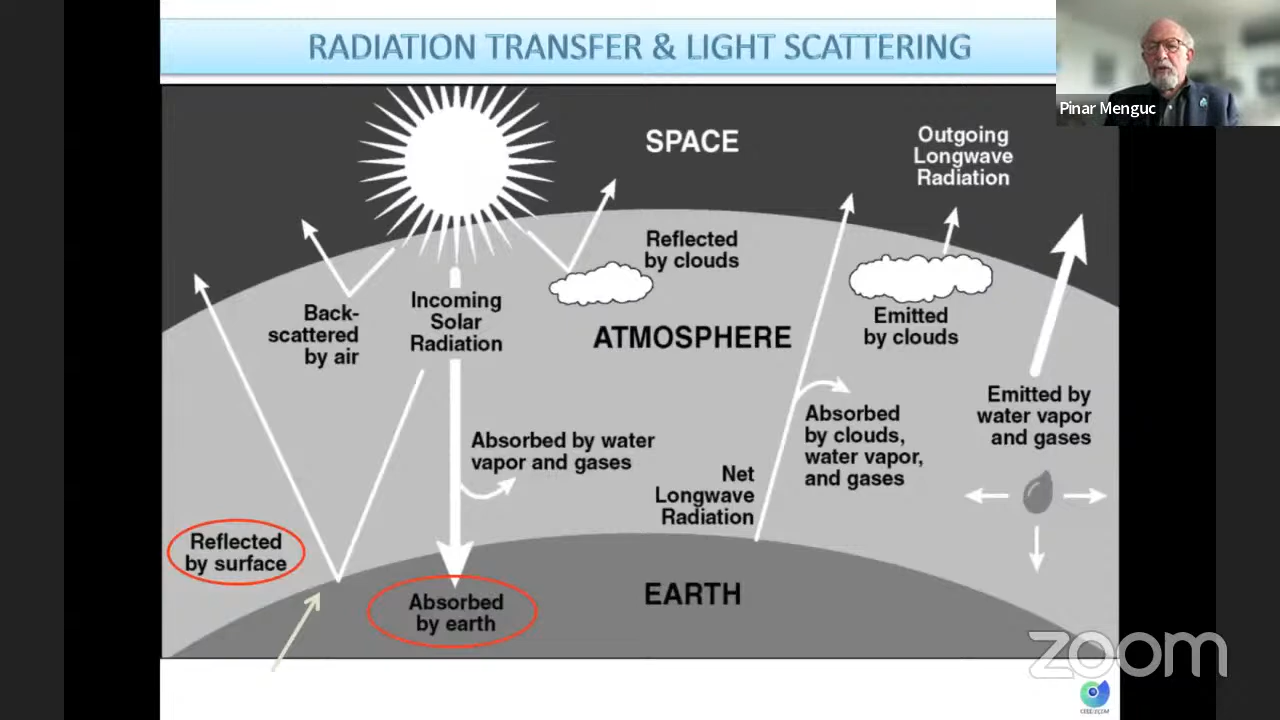 RADIATION TRANSFER & LIGHT SCATTERING
Pinar Menguc
SPACE
Outgoing
Longwave
Radiation
Reflected
by clouds
Back-
scattered
by air
Incoming
Solar
Radiation
ATMOSPHERE
Emitted
by clouds
Absorbed by water
vapor and gases
Net
Longwave
Radiation
Absorbed
by clouds,
water vapor,
and gases
Emitted by
water vapor
and gases
Reflected
by surface
Absorbed
by earth
EARTH
zoom